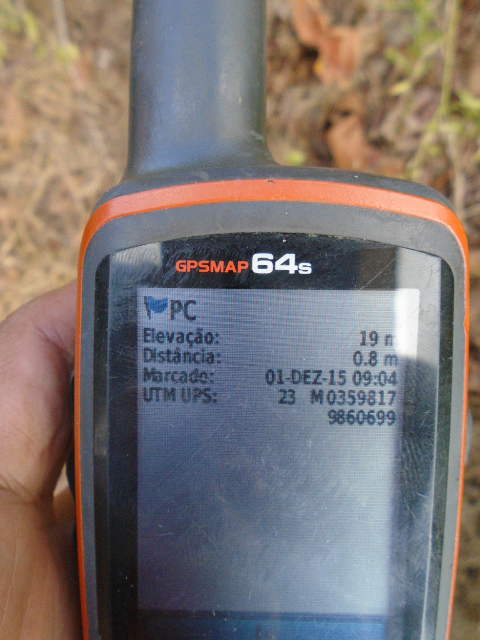 GPSMAP 64s
PC
Elevação: 19 m
Distância: 0.8 m
Marcado: 01-DEZ-15 09:04
UTM UPS: 23 M 0359817
9860699